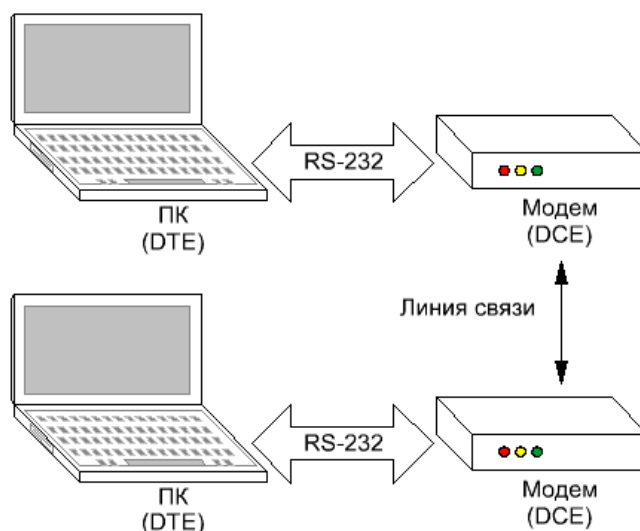 RS-232
ПК
(DTE)
Модем
(DCE)
Линия связи
RS-232
ПК
(DTE)
Модем
(DCE)